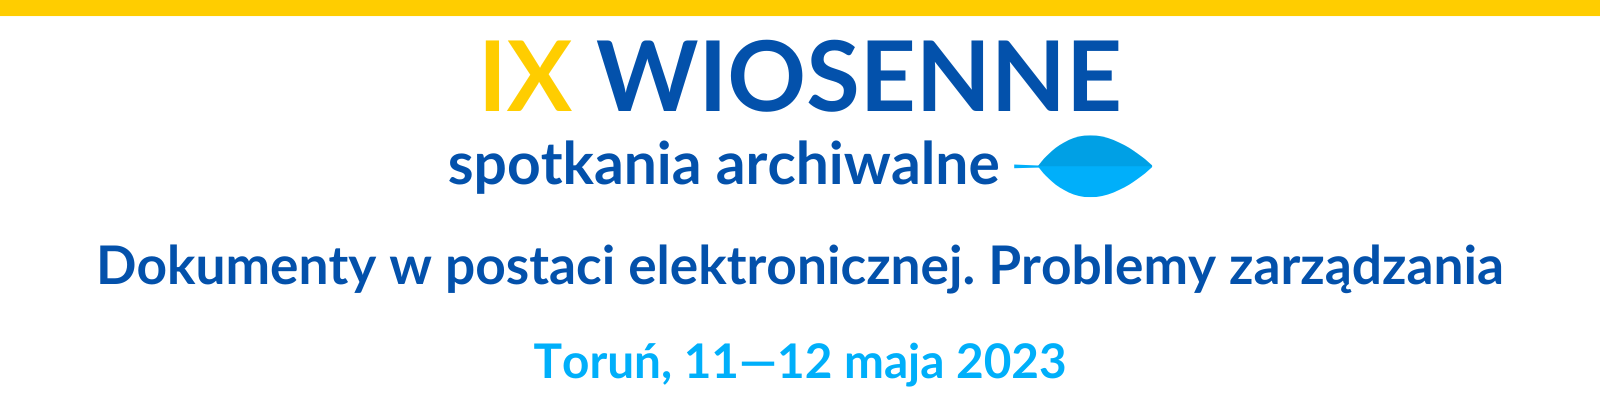 IX WIOSENNE
spotkania archiwalne
Dokumenty w postaci elektronicznej. Problemy zarządzania
Toruń, 11—12 maja 2023